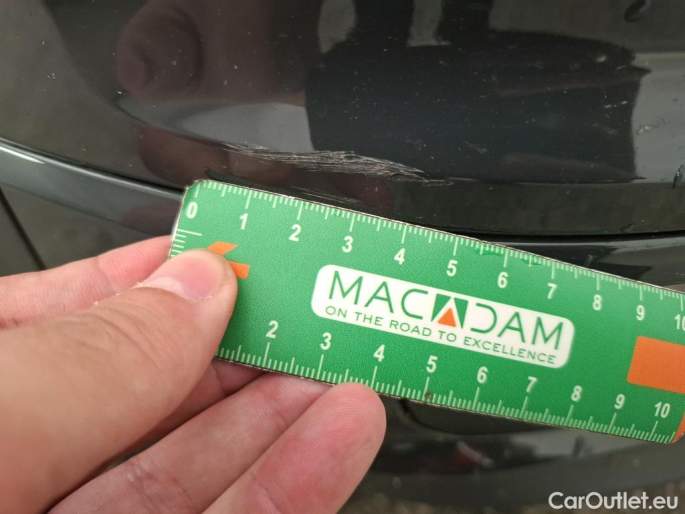 0 1 2 3 4 5 6 7 8 9 10
MACADAM
ON THE ROAD TO EXCELLENCE
2 3 4 5 6 7 8 9 10
CarOutlet.eu